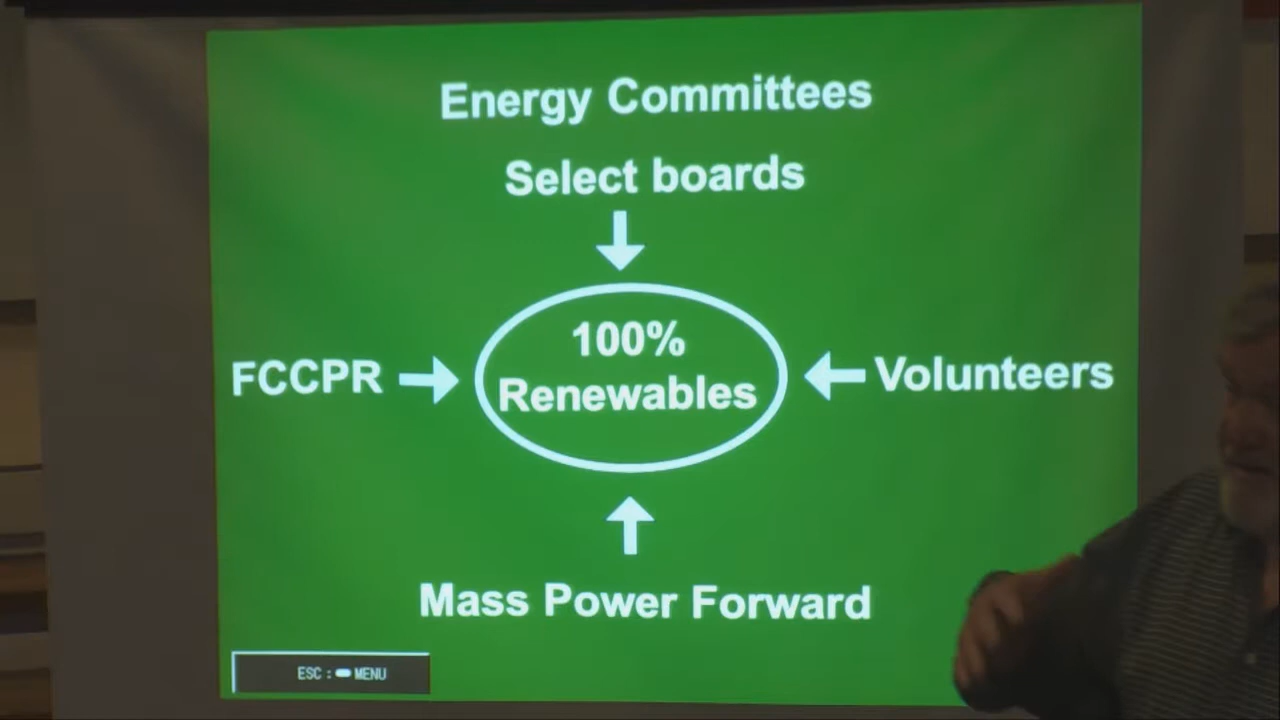 Energy Committees
Select boards
FCCPR
100%
Renewables
Volunteers
Mass Power Forward
ESC : MENU